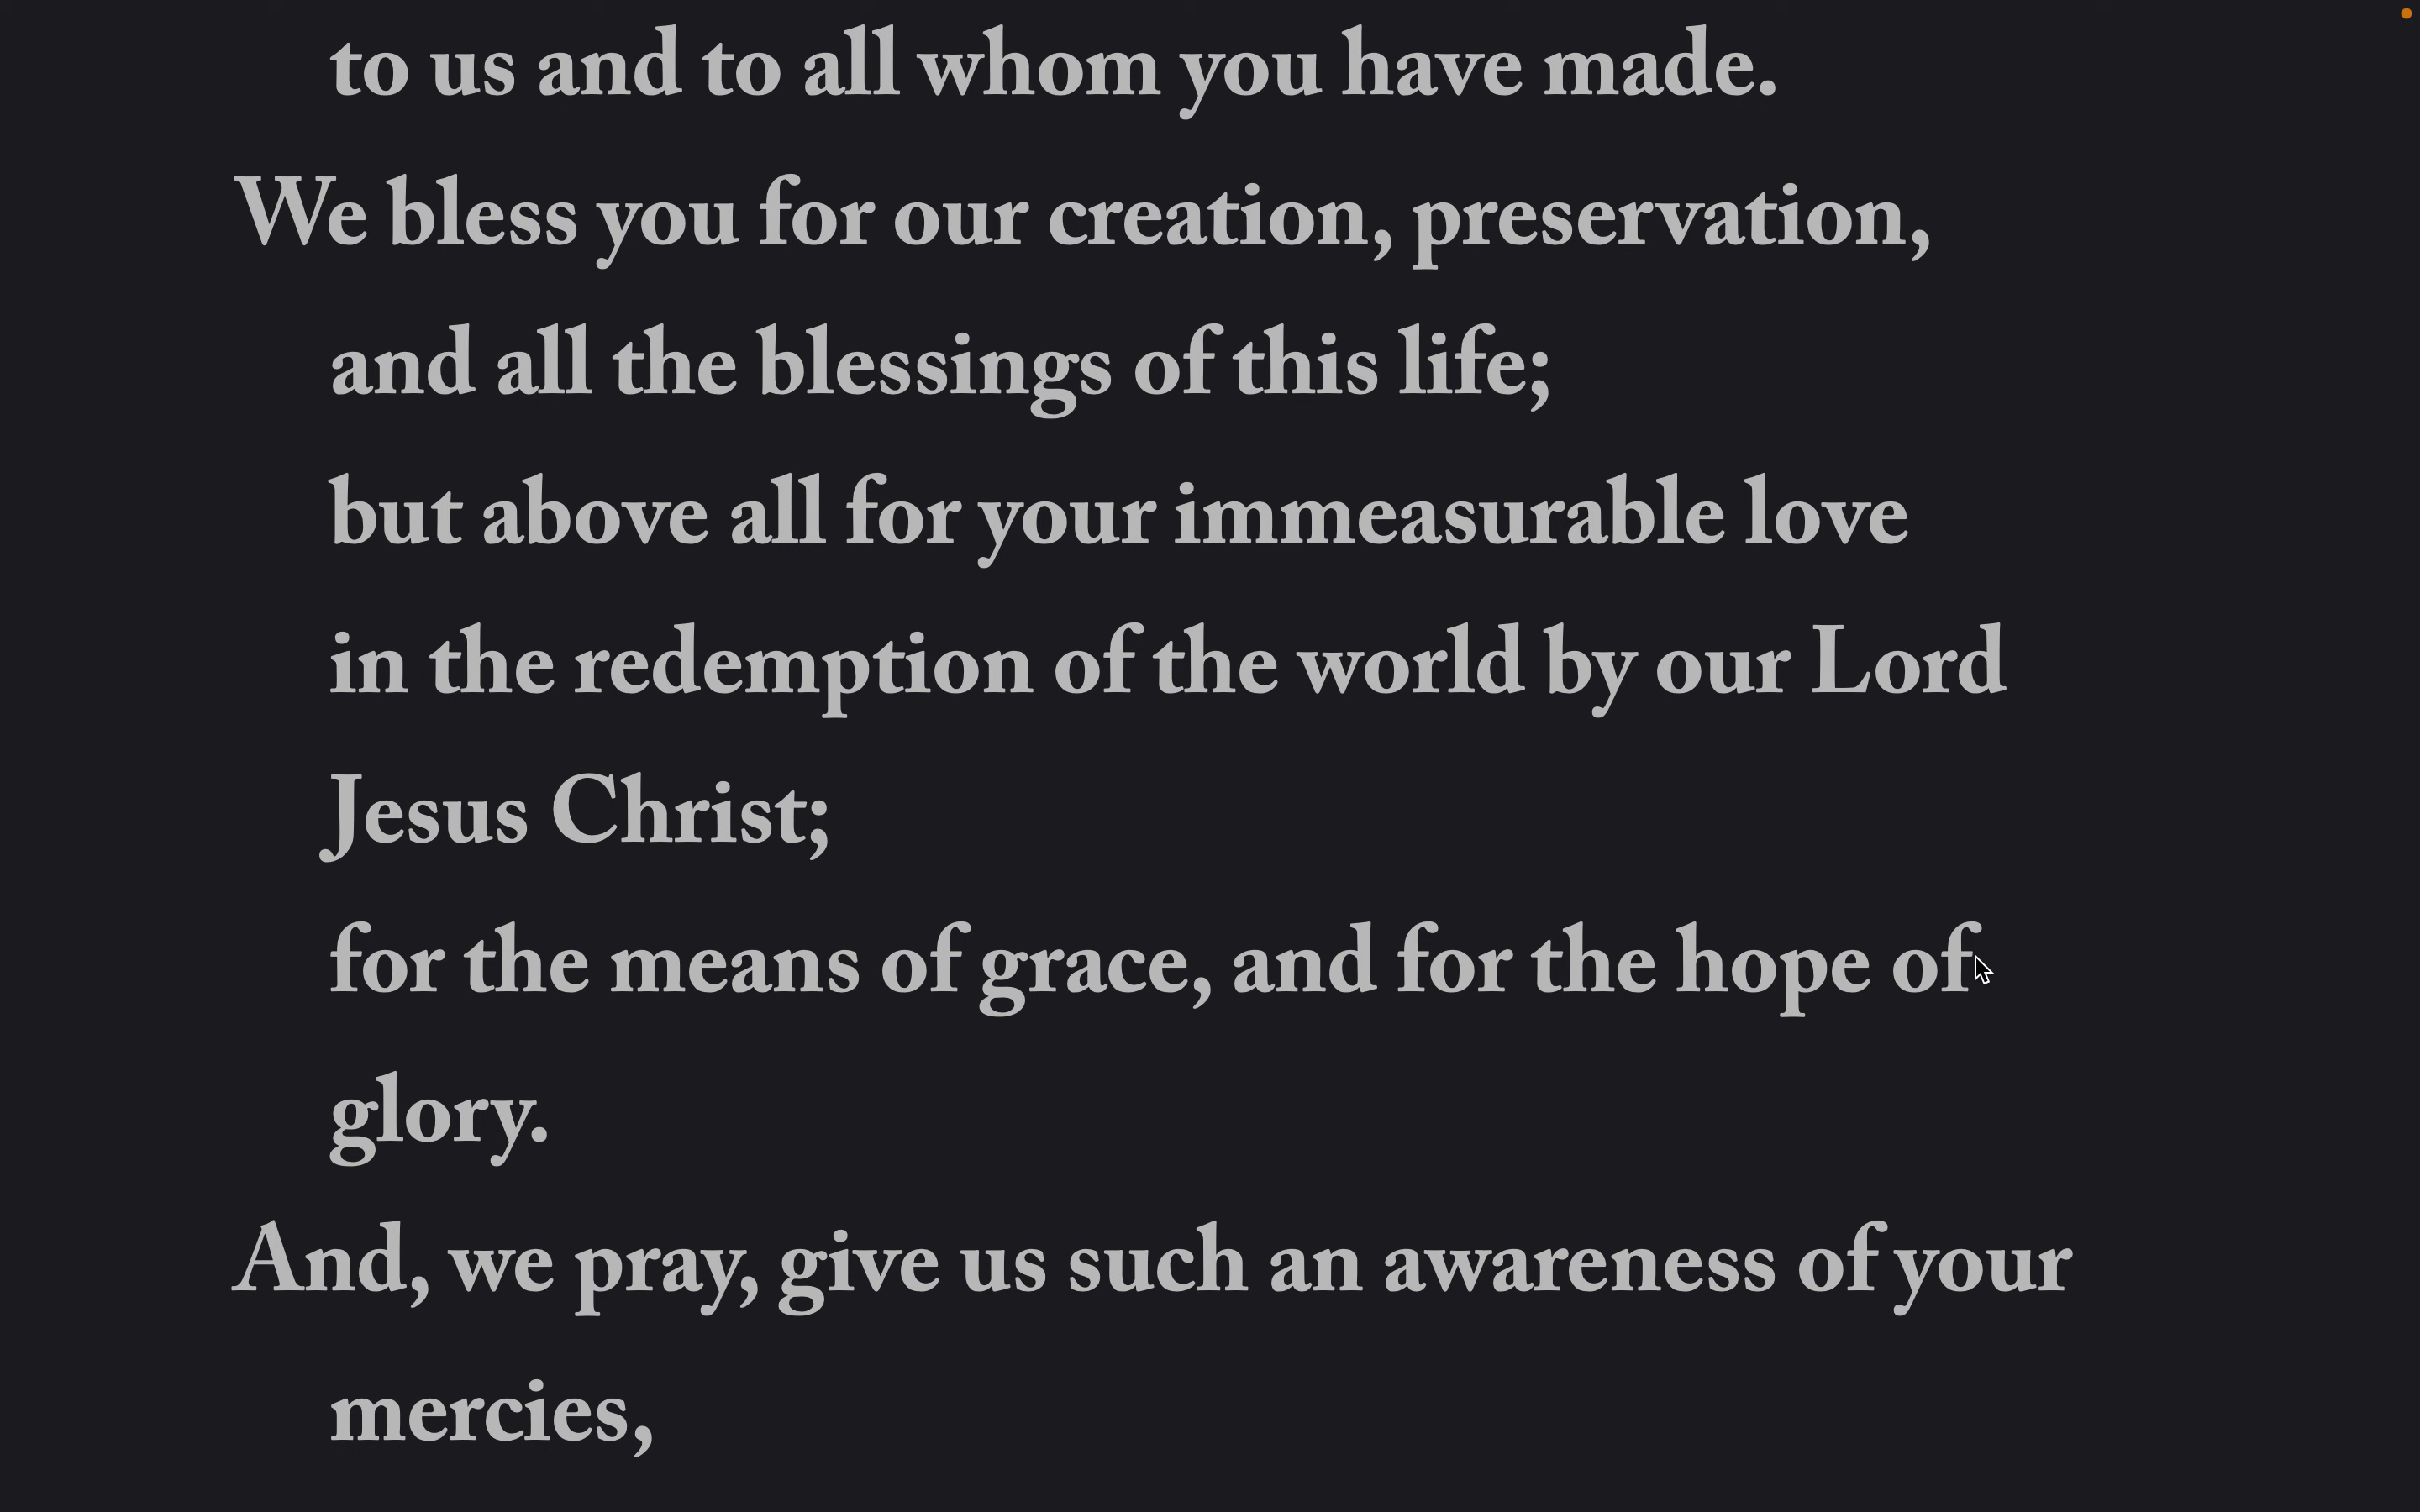 to us and to all whom you have made.
We bless you for our creation, preservation,
and all the blessings of this life;
but above all for your immeasurable love
in the redemption of the world by our Lord
Jesus Christ;
for the means of grace, and for the hope of
glory.
And, we pray, give us such an awareness of your
mercies,